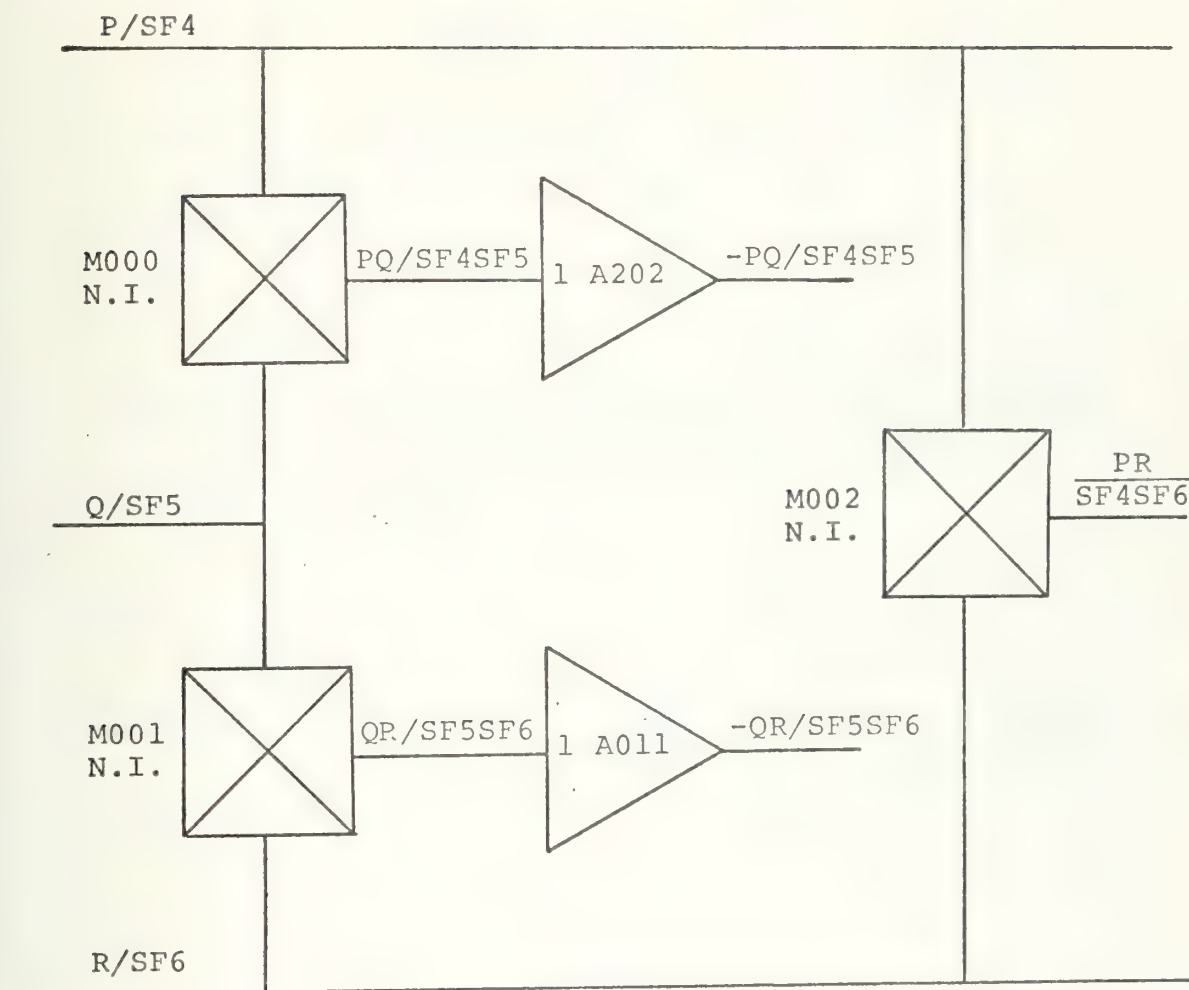 P/SF4
M000
N.I.
PQ/SF4SF5
1 A202
-PQ/SF4SF5
Q/SF5
M002
N.I.
PR
SF4SF6
M001
N.I.
QR/SF5SF6
1 A011
-QR/SF5SF6
R/SF6